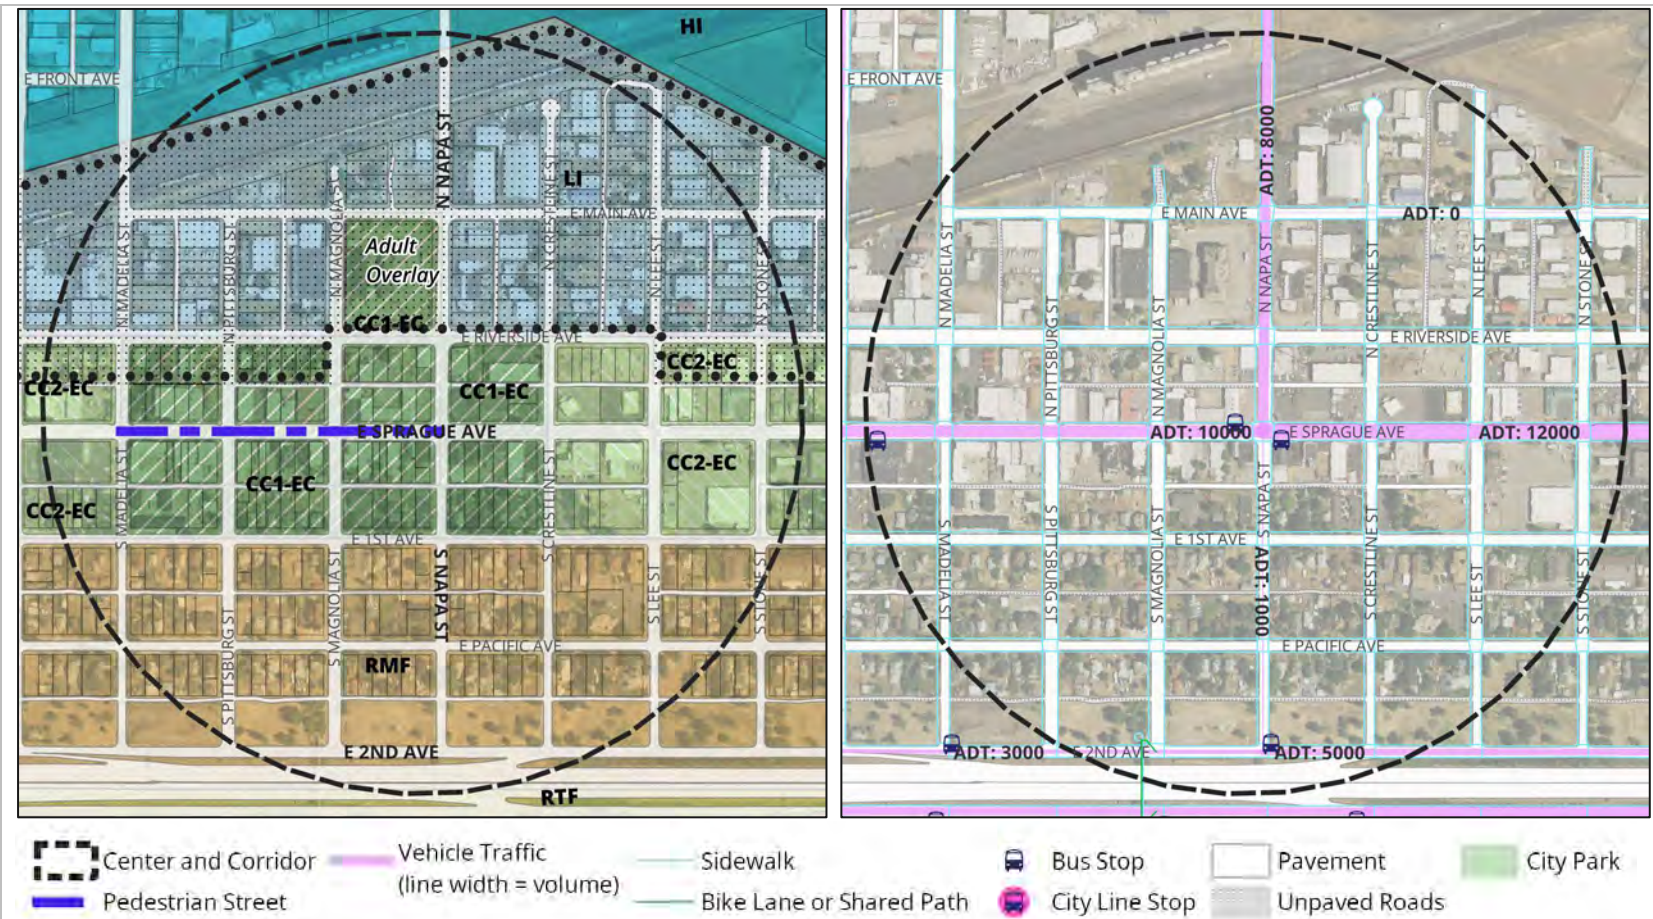 HI
E FRONT AVE
N NAPA ST
LI
E MAIN AVE
N MADELIA ST
N PITTSBURG ST
N MAGNOLIA ST
Adult
Overlay
N CRESTLINE ST
N LEE ST
N STONE ST
CC1-EC
E RIVERSIDE AVE
CC2-EC
CC2-EC
CC1-EC
E SPRAGUE AVE
CC2-EC
CC1-EC
CC2-EC
S MADELIA ST
S CRESTLINE ST
E 1ST AVE
S NAPA ST
S MAGNOLIA ST
S LEE ST
S STONE ST
S PITTSBURG ST
E PACIFIC AVE
RMF
E 2ND AVE
RTF
E FRONT AVE
ADT: 8000
E MAIN AVE
ADT: 0
N MADELIA ST
N PITTSBURG ST
N MAGNOLIA ST
N NAPA ST
N CRESTLINE ST
N LEE ST
N STONE ST
E RIVERSIDE AVE
ADT: 10000
E SPRAGUE AVE
ADT: 12000
S NAPA ST
S MADELIA ST
S PITTSBURG ST
S MAGNOLIA ST
E 1ST AVE
ADT: 1000
S CRESTLINE ST
S LEE ST
S STONE ST
E PACIFIC AVE
ADT: 3000
E 2ND AVE
ADT: 5000
Center and Corridor
Pedestrian Street
Vehicle Traffic
(line width = volume)
Sidewalk
Bike Lane or Shared Path
Bus Stop
City Line Stop
Pavement
Unpaved Roads
City Park